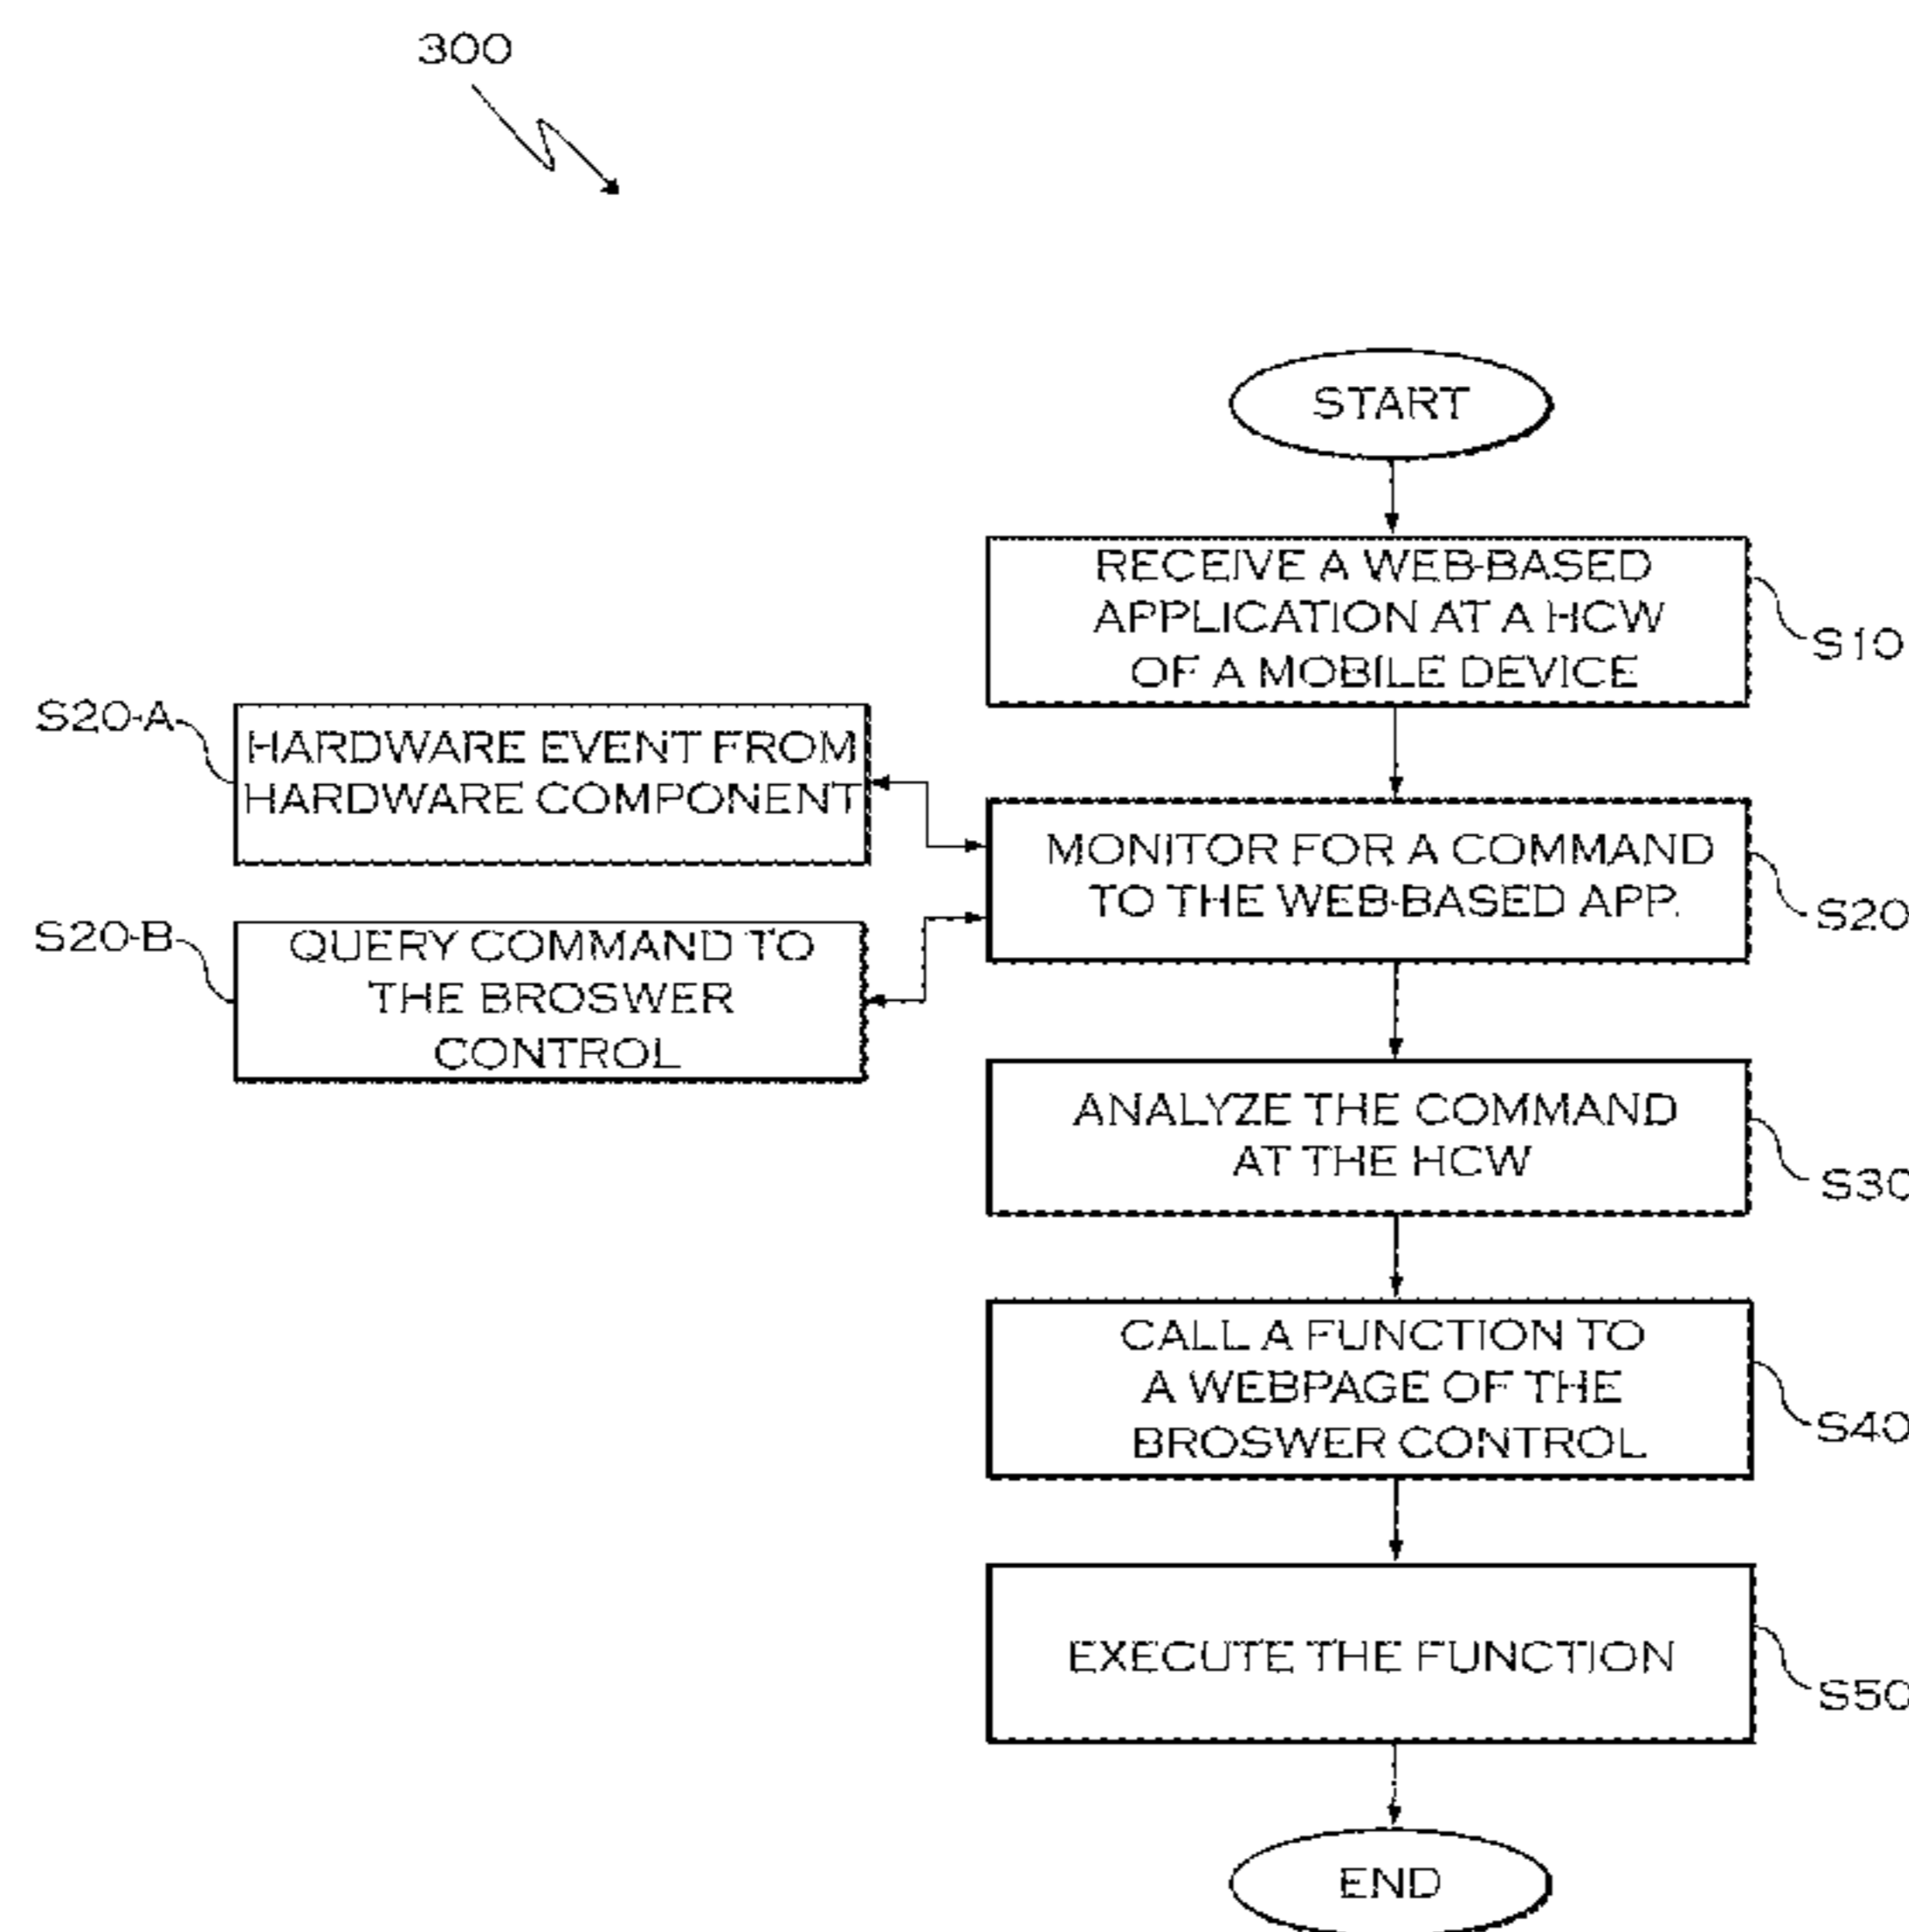 300
START
RECEIVE A WEB-BASED
APPLICATION AT A HCW
OF A MOBILE DEVICE
S10
S20-A
HARDWARE EVENT FROM
HARDWARE COMPONENT
MONITOR FOR A COMMAND
TO THE WEB-BASED APP.
S20
S20-B
QUERY COMMAND TO
THE BROSWER
CONTROL
ANALYZE THE COMMAND
AT THE HCW
S30
CALL A FUNCTION TO
A WEBPAGE OF THE
BROSWER CONTROL
S40
EXECUTE THE FUNCTION
S50
END